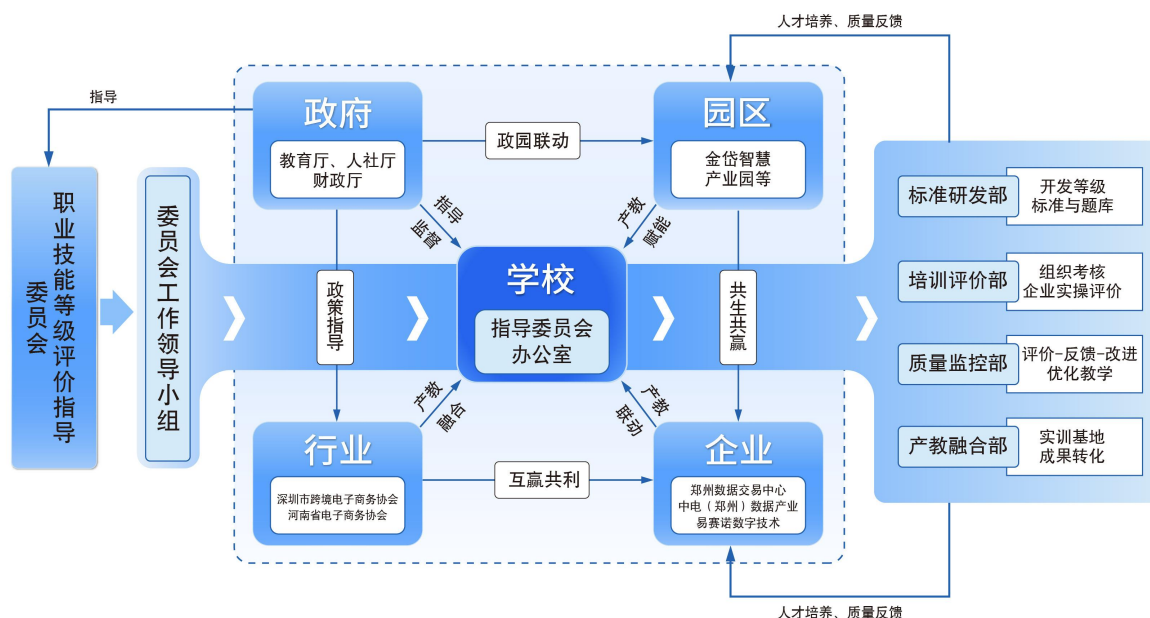 人才培养、质量反馈
指导
职业技能等级评价指导
委员会
委员会工作领导小组
政府
教育厅、人社厅
财政厅
政园联动
园区
金岱智慧
产业园等
指导
监督
产教
赋能
政策指导
学校
指导委员会
办公室
共生共赢
产教
融合
产教
联动
行业
深圳市跨境电子商务协会
河南省电子商务协会
互赢共利
企业
郑州数据交易中心
中电（郑州）数据产业
易赛诺数字技术
标准研发部
开发等级
标准与题库
培训评价部
组织考核
企业实操评价
质量监控部
评价-反馈-改进
优化教学
产教融合部
实训基地
成果转化
人才培养、质量反馈